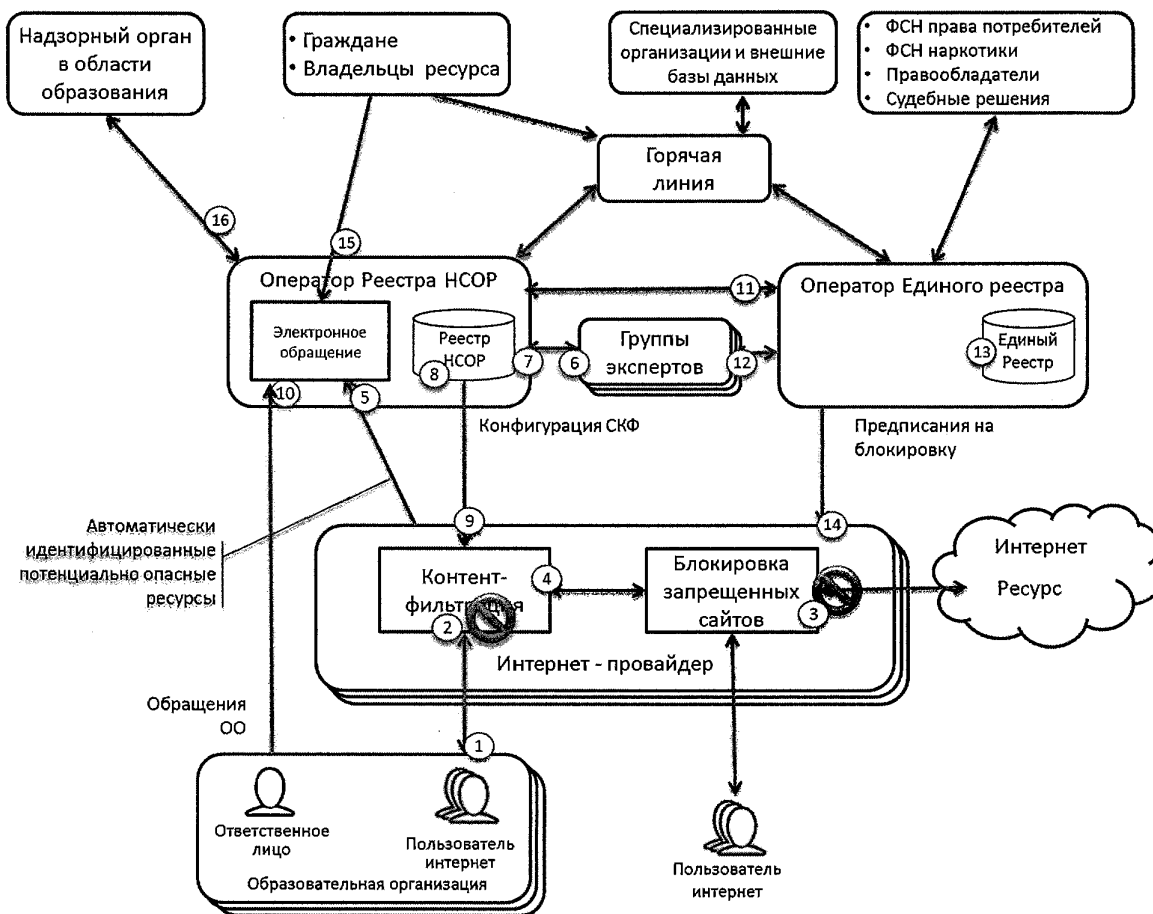 Надзорный орган
в области
образования
• Граждане
• Владельцы ресурса
Специализированные
организации и внешние
базы данных
• ФСН права потребителей
• ФСН наркотики
• Правообладатели
• Судебные решения
Горячая
линия
16
15
Оператор Реестра НСОР
11
Оператор Единого реестра
Электронное
обращение
Реестр
НСОР
8
7
6
Группы
экспертов
12
13
Единый
Реестр
10
5
Конфигурация СКФ
Предписания на
блокировку
Автоматически
идентифицированные
потенциально опасные
ресурсы
9
14
Контент-
фильтрация
2
4
Блокировка
запрещенных
сайтов
3
Интернет
Ресурс
Интернет - провайдер
Обращения
ОО
1
Ответственное
лицо
Пользователь
интернет
Образовательная организация
Пользователь
интернет